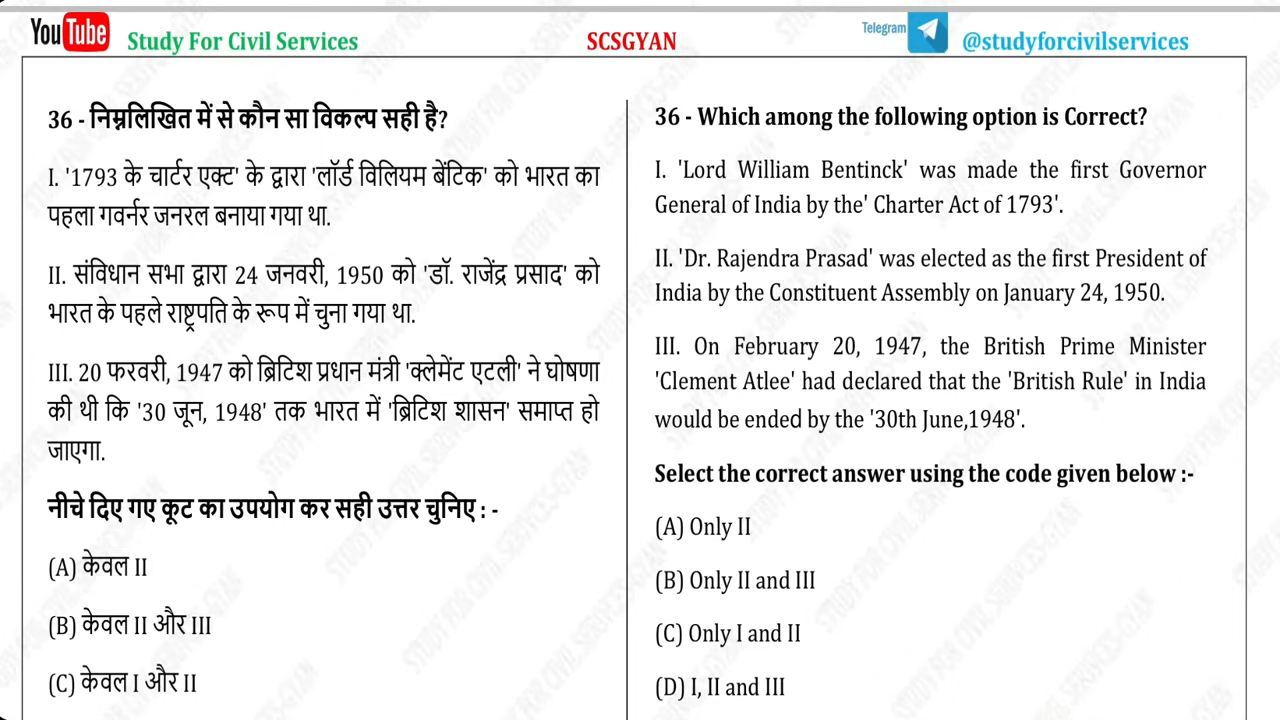 YouTube
Study For Civil Services
SCSGYAN
Telegram
@studyforcivilservices
36 - निम्नलिखित में से कौन सा विकल्प सही है?
I. '1793 के चार्टर एक्ट' के द्वारा 'लॉर्ड विलियम बेंटिक' को भारत का
पहला गवर्नर जनरल बनाया गया था.
II. संविधान सभा द्वारा 24 जनवरी, 1950 को 'डॉ. राजेंद्र प्रसाद' को
भारत के पहले राष्ट्रपति के रूप में चुना गया था.
III. 20 फरवरी, 1947 को ब्रिटिश प्रधान मंत्री 'क्लेमेंट एटली' ने घोषणा
की थी कि '30 जून, 1948' तक भारत में 'ब्रिटिश शासन' समाप्त हो
जाएगा.
नीचे दिए गए कूट का उपयोग कर सही उत्तर चुनिए : -
(A) केवल II
(B) केवल II और III
(C) केवल I और II
36 - Which among the following option is Correct?
I. 'Lord William Bentinck' was made the first Governor
General of India by the' Charter Act of 1793'.
II. 'Dr. Rajendra Prasad' was elected as the first President of
India by the Constituent Assembly on January 24, 1950.
III. On February 20, 1947, the British Prime Minister
'Clement Atlee' had declared that the 'British Rule' in India
would be ended by the '30th June,1948'.
Select the correct answer using the code given below :-
(A) Only II
(B) Only II and III
(C) Only I and II
(D) I, II and III